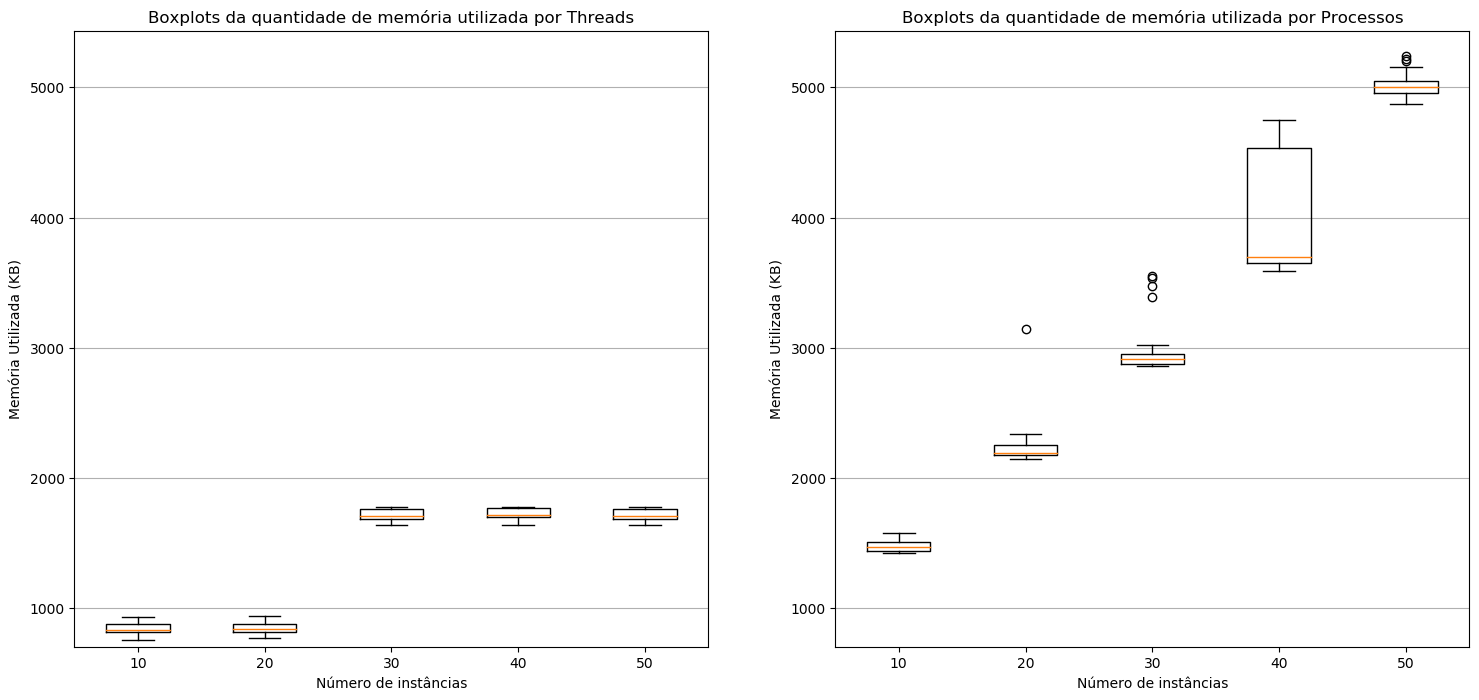 Boxplots da quantidade de memória utilizada por Threads
5000
4000
3000
2000
1000
Memória Utilizada (KB)
10 20 30 40 50
Número de instâncias
Boxplots da quantidade de memória utilizada por Processos
5000
4000
3000
2000
1000
Memória Utilizada (KB)
10 20 30 40 50
Número de instâncias